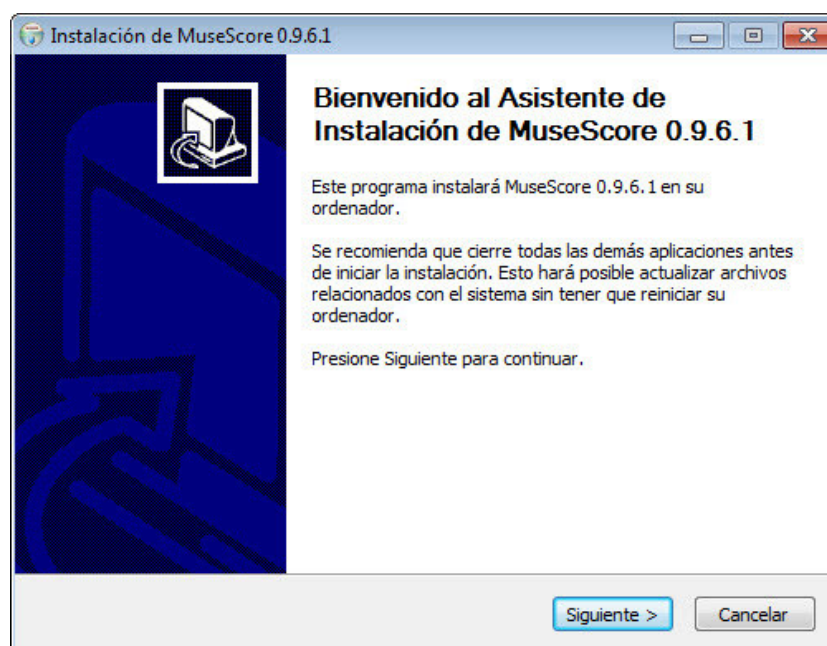 Instalación de MuseScore 0.9.6.1
Bienvenido al Asistente de
Instalación de MuseScore 0.9.6.1
Este programa instalará MuseScore 0.9.6.1 en su
ordenador.
Se recomienda que cierre todas las demás aplicaciones antes
de iniciar la instalación. Esto hará posible actualizar archivos
relacionados con el sistema sin tener que reiniciar su
ordenador.
Presione Siguiente para continuar.
Siguiente >
Cancelar